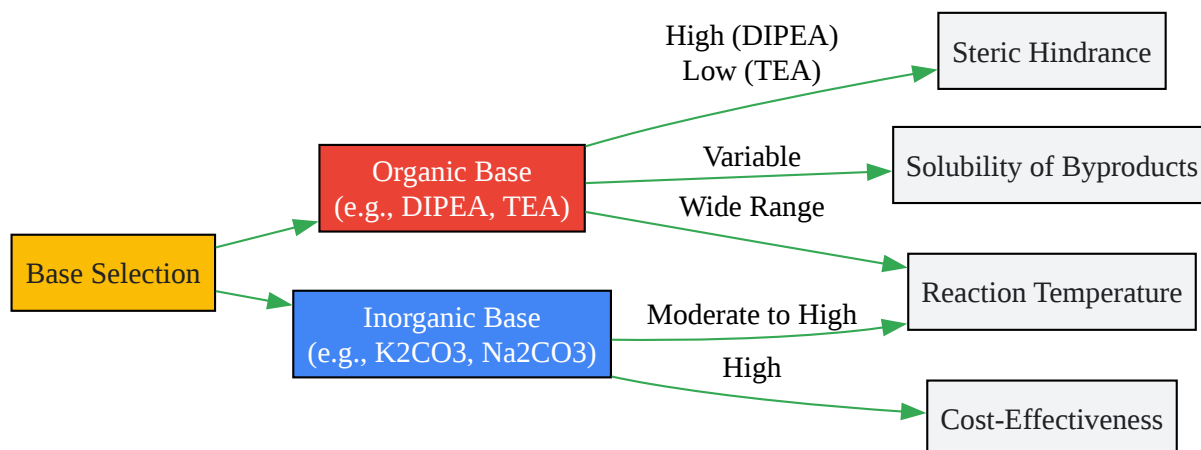 High (DIPEA)
Low (TEA)
Steric Hindrance
Organic Base
(e.g., DIPEA, TEA)
Variable
Solubility of Byproducts
Wide Range
Base Selection
Reaction Temperature
Inorganic Base
(e.g., K2CO3, Na2CO3)
Moderate to High
High
Cost-Effectiveness